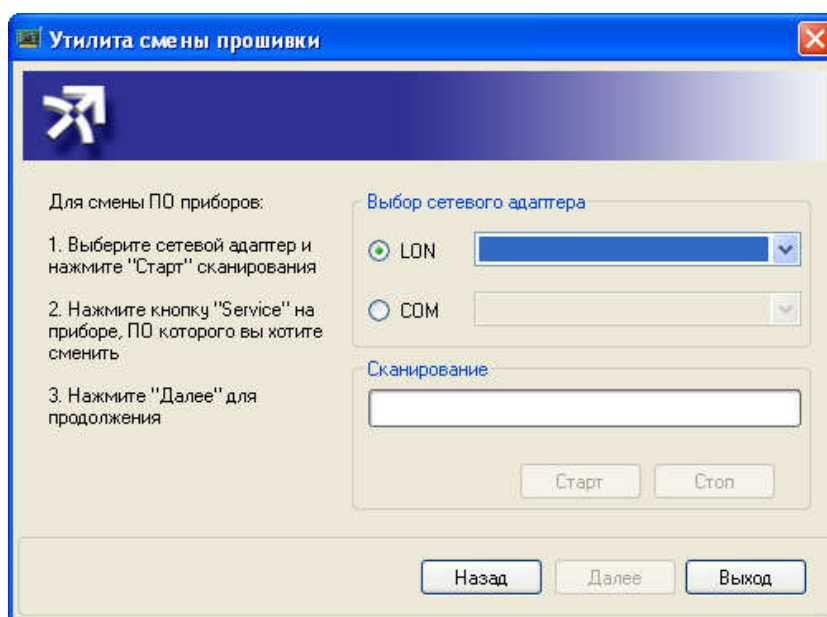 Утилита смены прошивки
Для смены ПО приборов:
1. Выберите сетевой адаптер и
нажмите "Старт" сканирования
2. Нажмите кнопку "Service" на
приборе, ПО которого вы хотите
сменить
3. Нажмите "Далее" для
продолжения
Выбор сетевого адаптера
LON
COM
Сканирование
Старт
Стоп
Назад
Далее
Выход